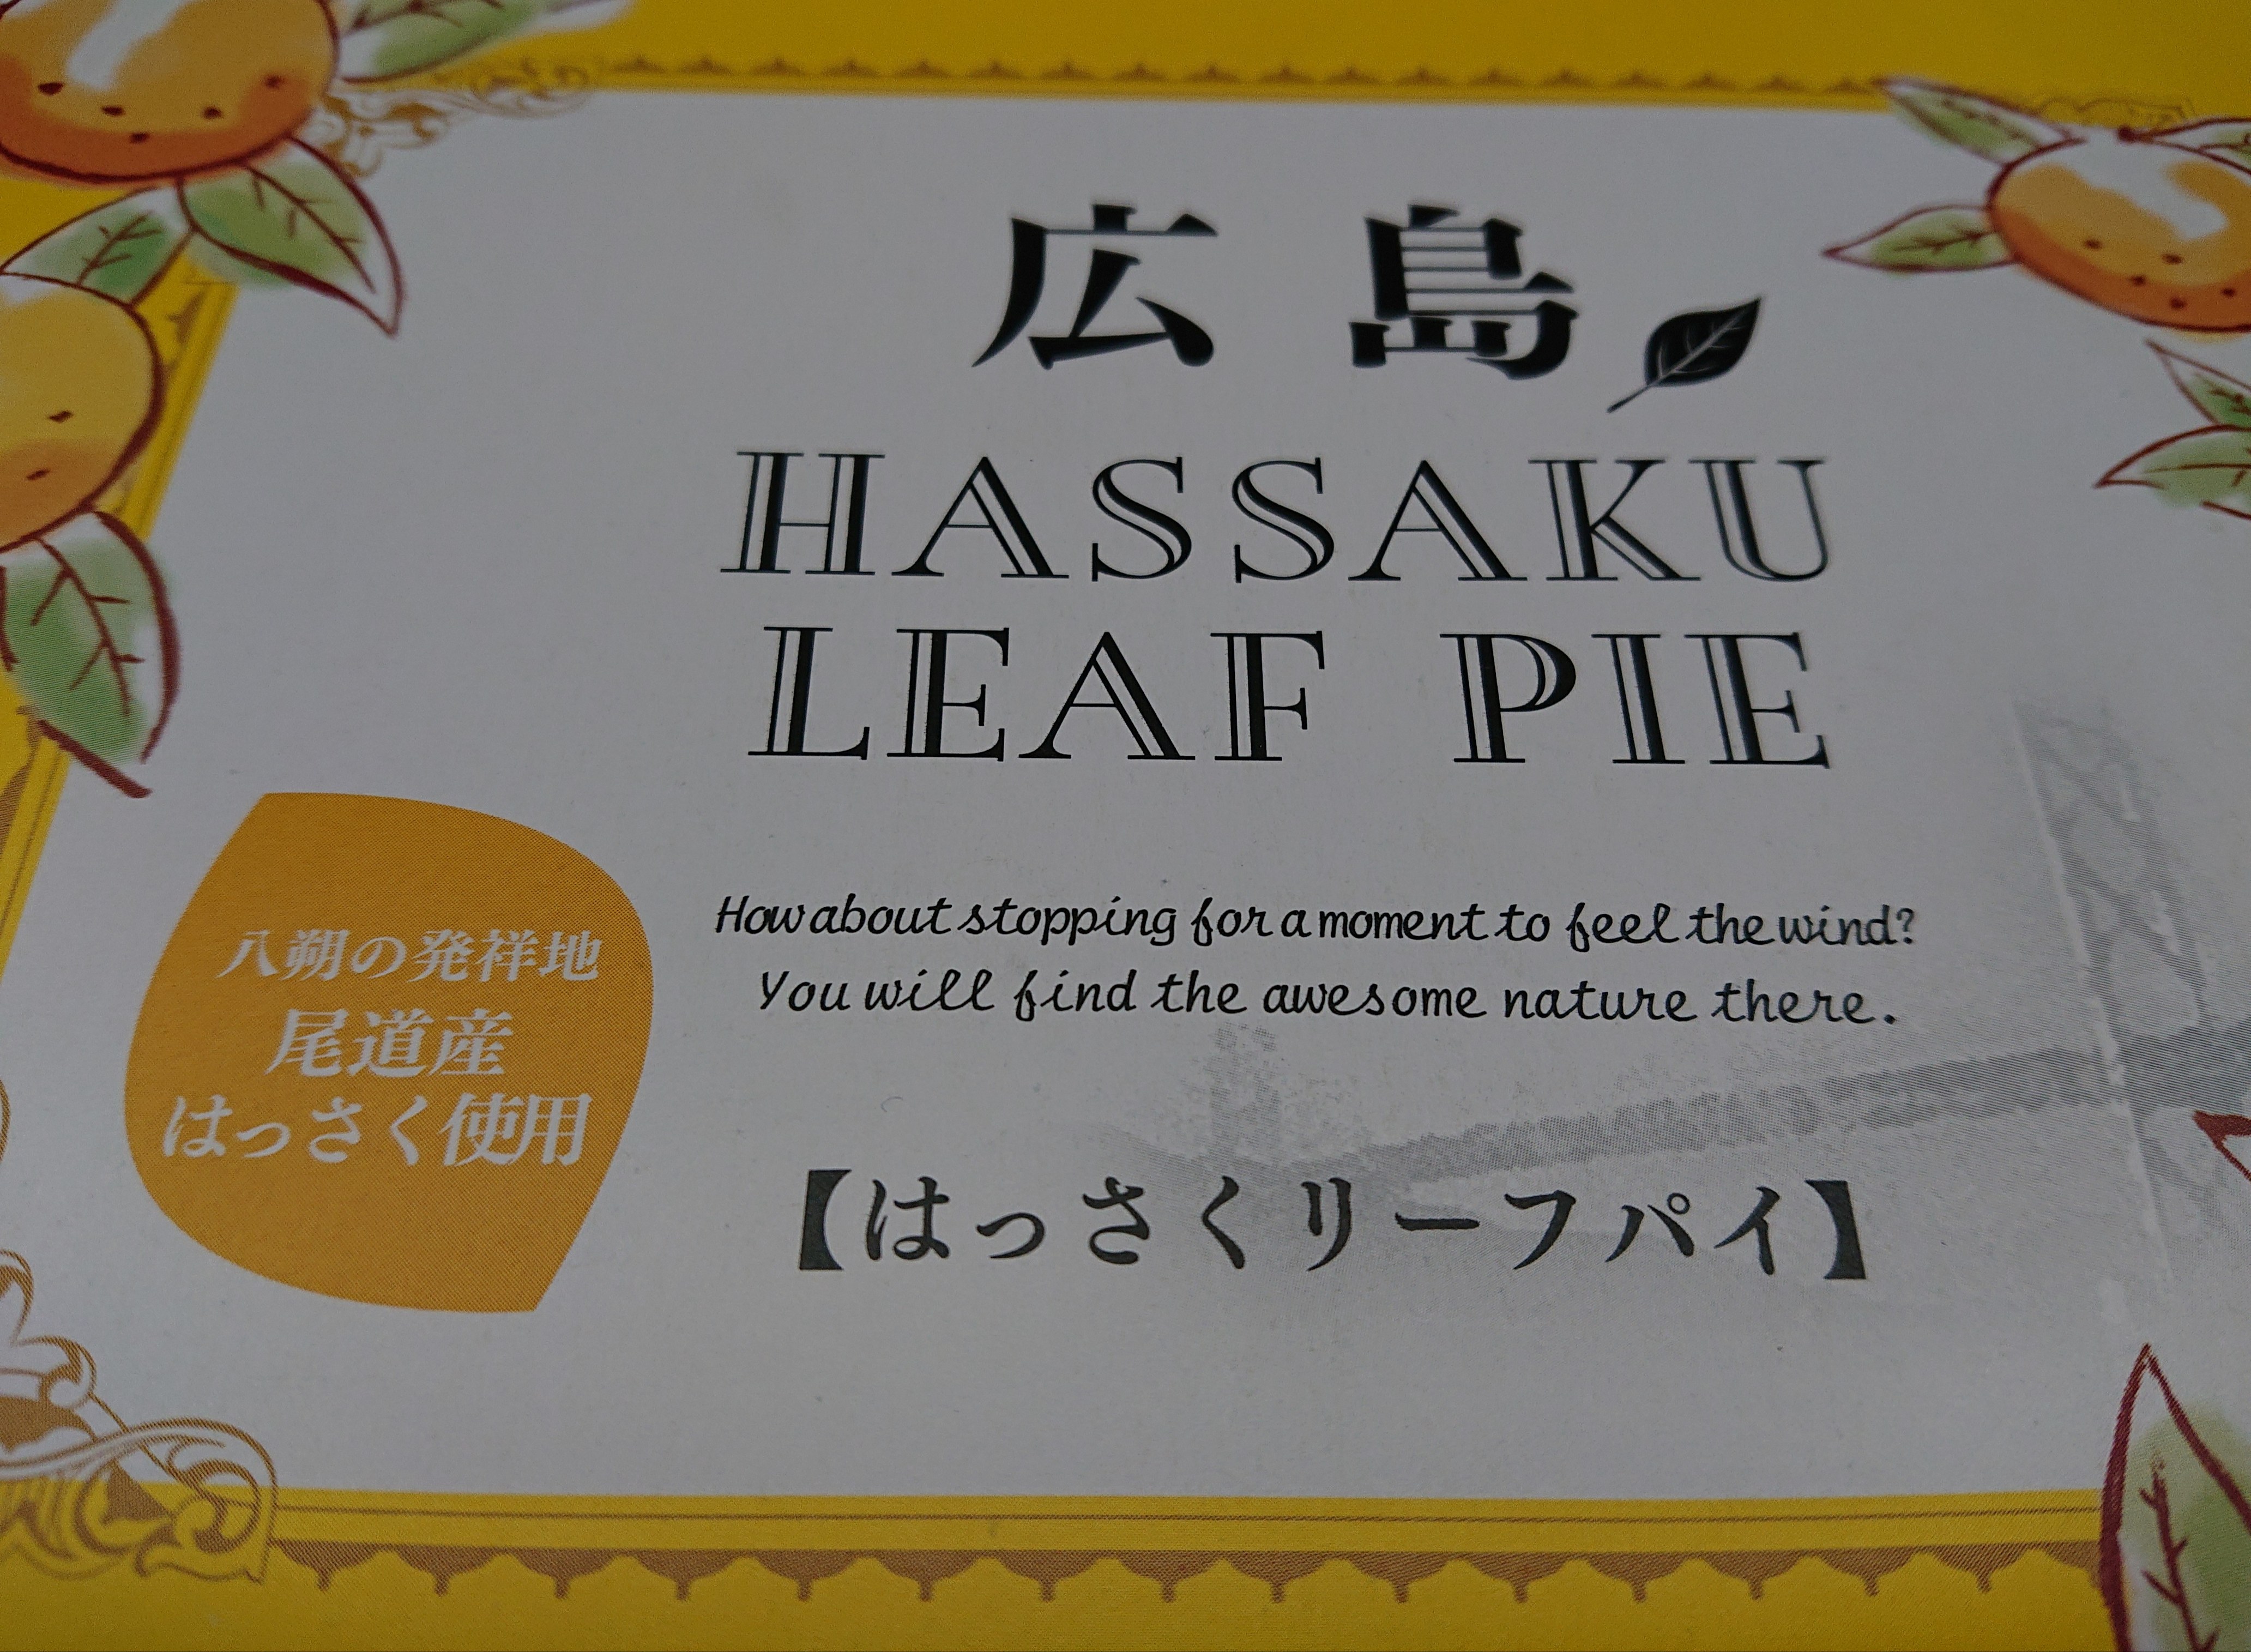 広島
HASSAKU
LEAF PIE
How about stopping for a moment to feel the wind?
You will find the awesome nature there.
八朔の発祥地
尾道産
はっさく使用
【はっさくリーフパイ】